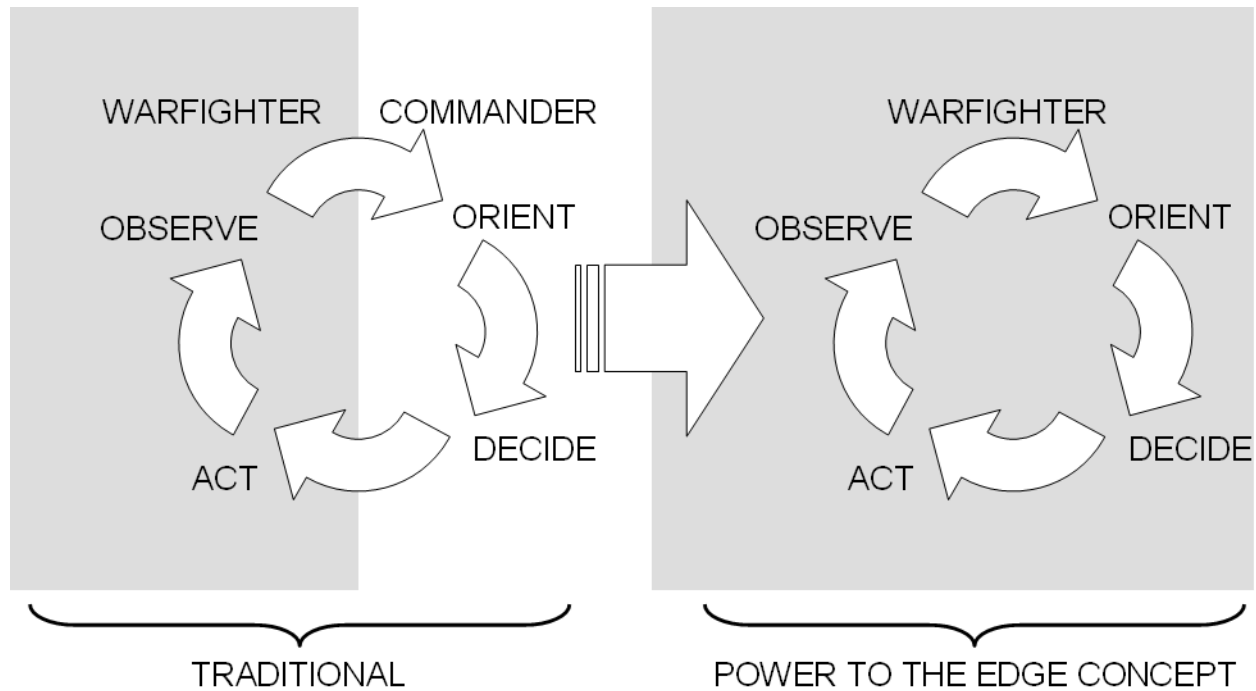 WARFIGHTER COMMANDER
OBSERVE ORIENT
ACT DECIDE
TRADITIONAL
WARFIGHTER
OBSERVE ORIENT
ACT DECIDE
POWER TO THE EDGE CONCEPT